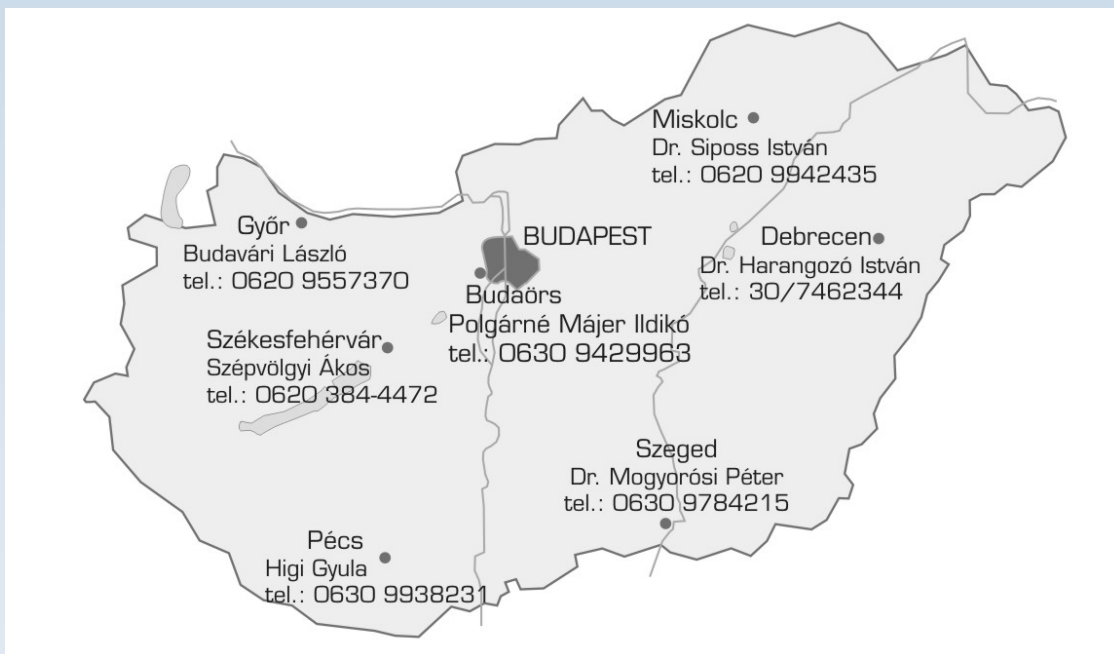 Miskolc
Dr. Siposs István
tel.: 0620 9942435
Győr
Budavári László
tel.: 0620 9557370
BUDAPEST
Debrecen
Dr. Harangozó István
tel.: 30/7462344
Budaörs
Polgárné Májer Ildikó
tel.: 0630 9429963
Székesfehérvár
Szépvölgyi Ákos
tel.: 0620 384-4472
Szeged
Dr. Mogyorósi Péter
tel.: 0630 9784215
Pécs
Higi Gyula
tel.: 0630 9938231